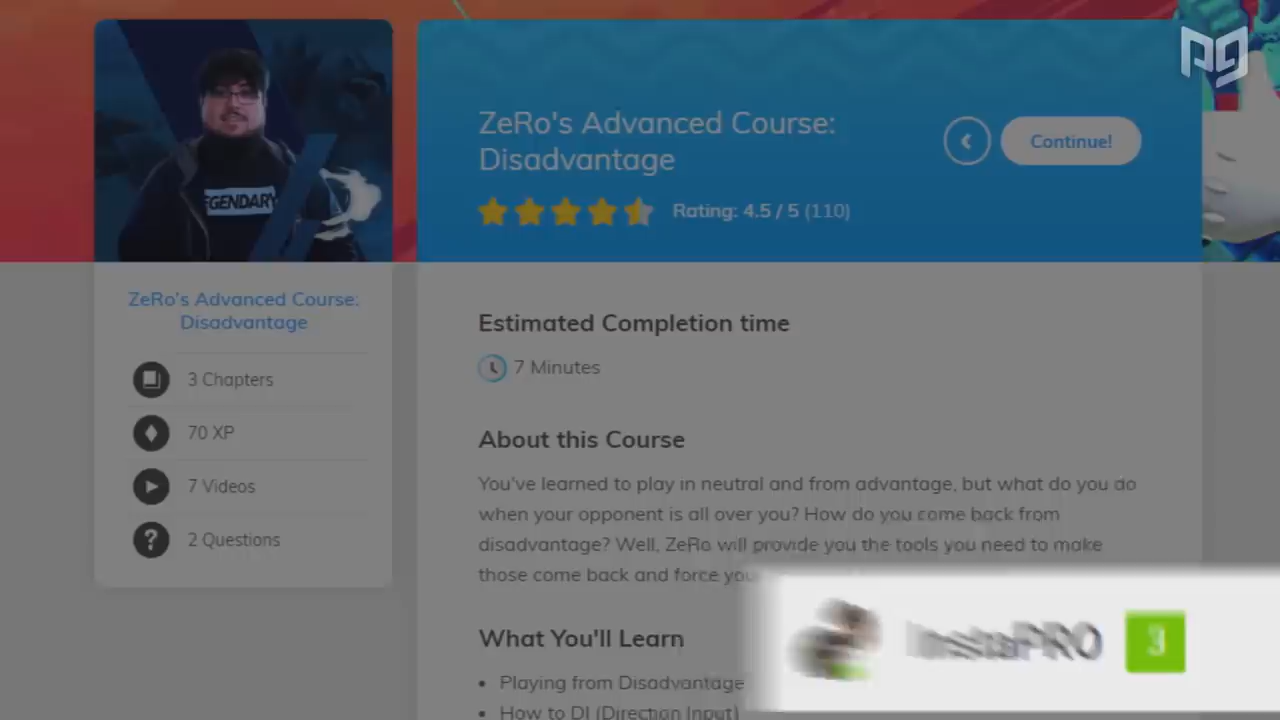 PG
ZeRo's Advanced Course:
Disadvantage
Continue!
Rating: 4.5 / 5 (110)
EGENDARY
ZeRo's Advanced Course:
Disadvantage
3 Chapters
70 XP
7 Videos
2 Questions
Estimated Completion time
7 Minutes
About this Course
You've learned to play in neutral and from advantage, but what do you do
when your opponent is all over you? How do you come back from
disadvantage? Well, ZeRo will provide you the tools you need to make
those come back and force you
What You'll Learn
• Playing from Disadvantage
• How to DI (Direction Input)
InstaPRO
3